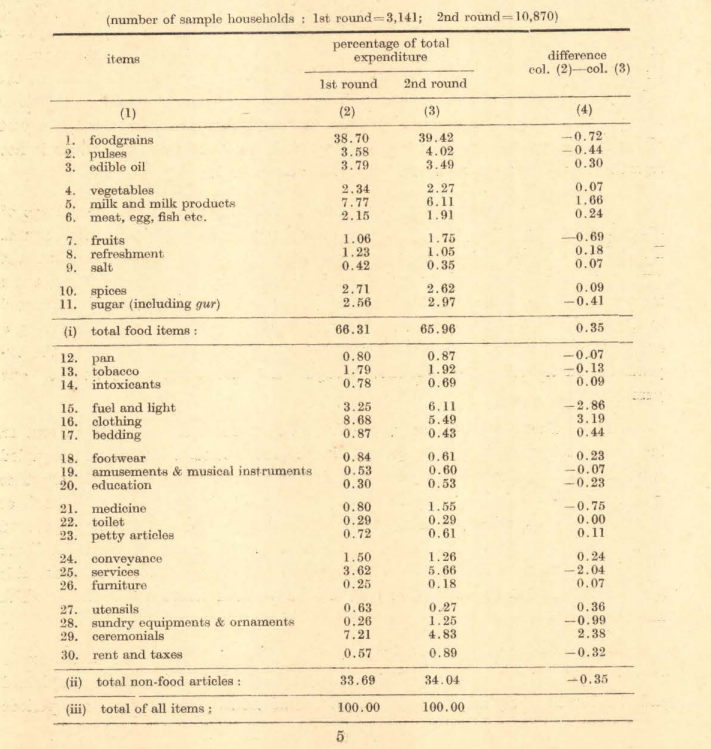 (number of sample households : 1st round=3,141; 2nd round=10,870)
items percentage of total expenditure difference col. (2)—col. (3)
1st round 2nd round
(1) (2) (3) (4)
1. foodgrains 38.70 39.42 —0.72
2. pulses 3.58 4.02 —0.44
3. edible oil 3.79 3.49 0.30
4. vegetables 2.34 2.27 0.07
5. milk and milk products 7.77 6.11 1.66
6. meat, egg, fish etc. 2.15 1.91 0.24
7. fruits 1.06 1.75 —0.69
8. refreshment 1.23 1.05 0.18
9. salt 0.42 0.35 0.07
10. spices 2.71 2.62 0.09
11. sugar (including gur) 2.56 2.97 —0.41
(i) total food items : 66.31 65.96 0.35
12. pan 0.80 0.87 —0.07
13. tobacco 1.79 1.92 —0.13
14. intoxicants 0.78 0.69 0.09
15. fuel and light 3.25 6.11 —2.86
16. clothing 8.68 5.49 3.19
17. bedding 0.87 0.43 0.44
18. footwear 0.84 0.61 0.23
19. amusements & musical instruments 0.53 0.60 —0.07
20. education 0.30 0.53 —0.23
21. medicine 0.80 1.55 —0.75
22. toilet 0.29 0.29 0.00
23. petty articles 0.72 0.61 0.11
24. conveyance 1.50 1.26 0.24
25. services 3.62 5.66 —2.04
26. furniture 0.25 0.18 0.07
27. utensils 0.63 0.27 0.36
28. sundry equipments & ornaments 0.26 1.25 —0.99
29. ceremonials 7.21 4.83 2.38
30. rent and taxes 0.57 0.89 —0.32
(ii) total non-food articles : 33.69 34.04 —0.35
(iii) total of all items : 100.00 100.00
5